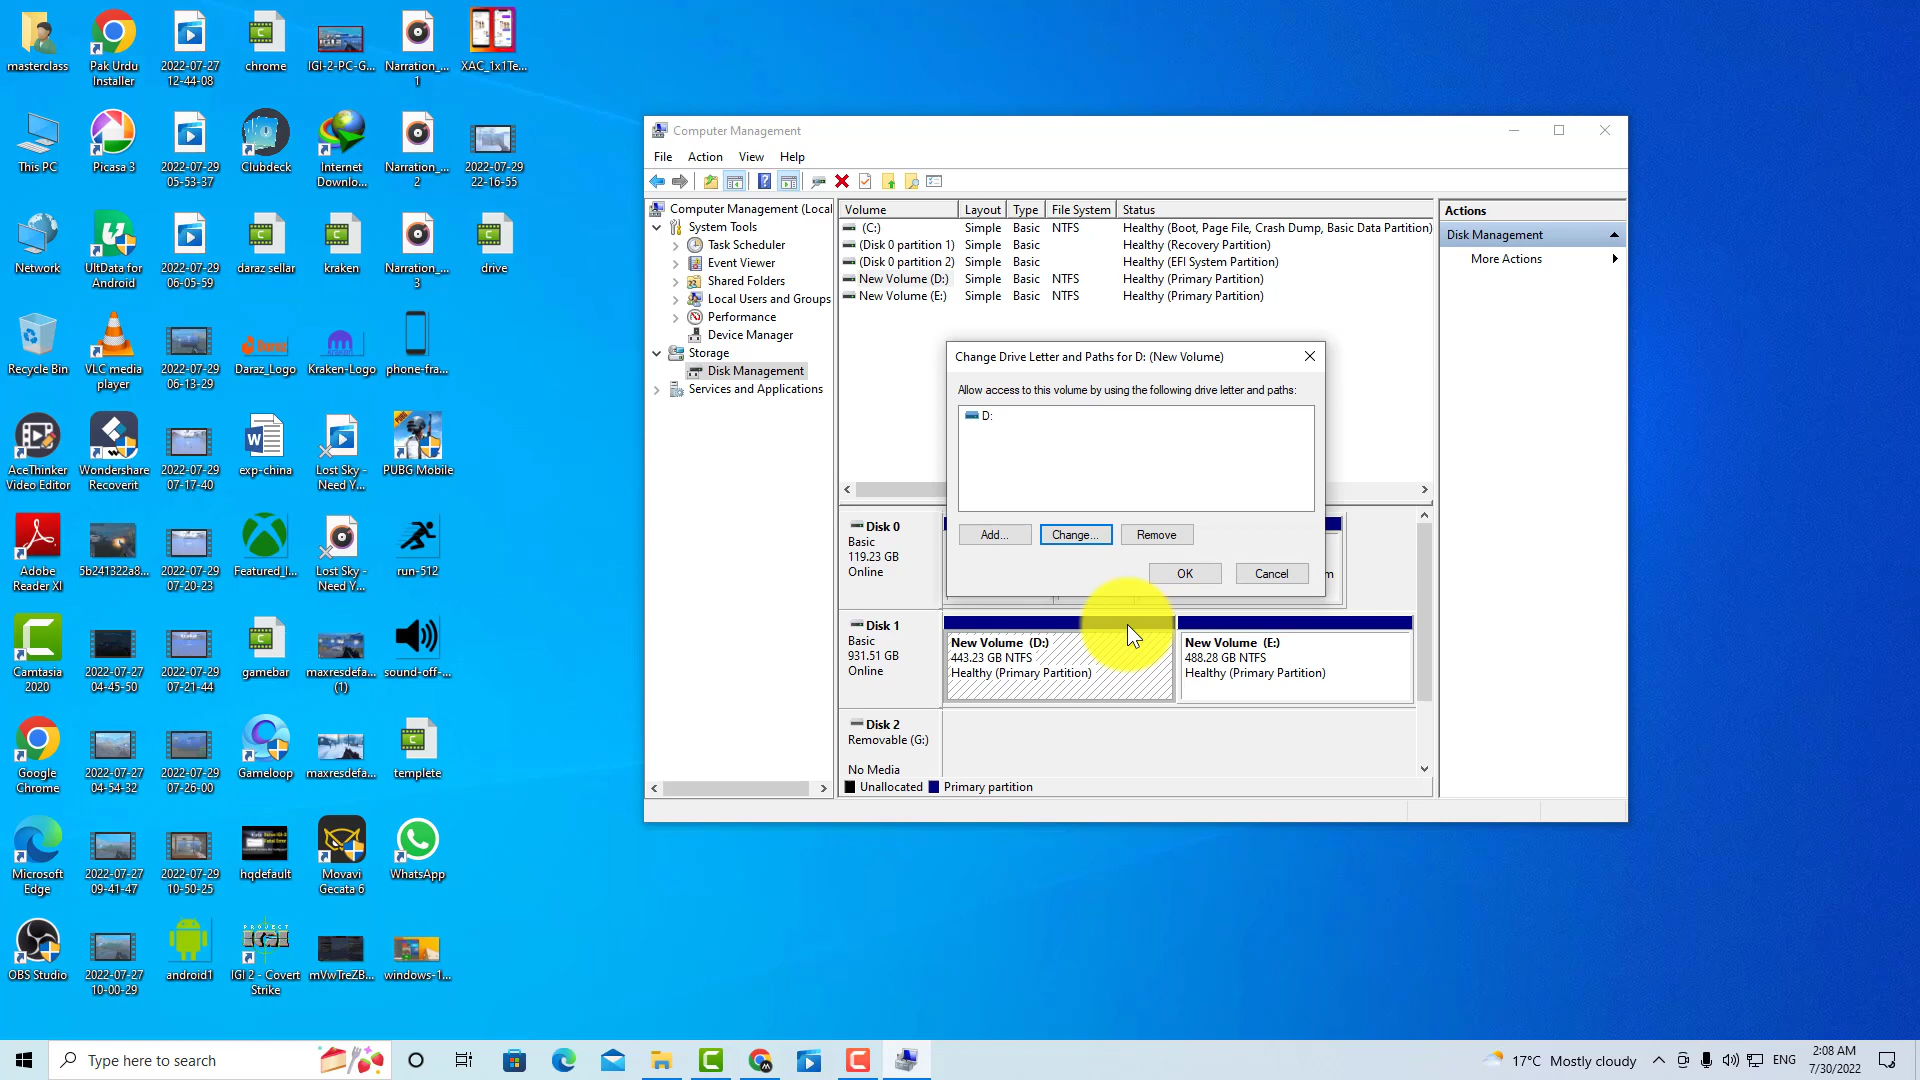 masterclass
Pak Urdu
Installer
2022-07-27
12-44-08
chrome
IGI-2-PC-G...
Narration_...
1
XAC_1x1Te...
This PC
Picasa 3
2022-07-29
05-53-37
Clubdeck
Internet
Downlo...
Narration_...
2
2022-07-29
22-16-55
Network
UltData for
Android
2022-07-29
06-05-59
daraz sellar
kraken
Narration_...
3
drive
Recycle Bin
VLC media
player
2022-07-29
06-13-29
Daraz_Logo
Kraken-Logo
phone-fra...
AceThinker
Video Editor
Wondershare
Recoverit
2022-07-29
07-17-40
exp-china
Lost Sky -
Need Y...
PUBG Mobile
Adobe
Reader XI
5b241322a8...
2022-07-29
07-20-23
Featured_I...
Lost Sky -
Need Y...
run-512
Camtasia
2020
2022-07-27
04-45-50
2022-07-29
07-21-44
gamebar
maxresdefa...
(1)
sound-off-...
Google
Chrome
2022-07-27
04-54-32
2022-07-29
07-26-00
Gameloop
maxresdefa...
templete
Microsoft
Edge
2022-07-27
09-41-47
2022-07-29
10-50-25
hqdefault
Movavi
Gecata 6
WhatsApp
OBS Studio
2022-07-27
10-00-29
android1
PROJECT
IGI
IGI 2 - Covert
Strike
mVwTreZB...
windows-1...
Computer Management
File Action View Help
Computer Management (Local
System Tools
Task Scheduler
Event Viewer
Shared Folders
Local Users and Groups
Performance
Device Manager
Storage
Disk Management
Services and Applications
Volume Layout Type File System Status
(C:) Simple Basic NTFS Healthy (Boot, Page File, Crash Dump, Basic Data Partition)
(Disk 0 partition 1) Simple Basic Healthy (Recovery Partition)
(Disk 0 partition 2) Simple Basic Healthy (EFI System Partition)
New Volume (D:) Simple Basic NTFS Healthy (Primary Partition)
New Volume (E:) Simple Basic NTFS Healthy (Primary Partition)
Actions
Disk Management
More Actions
Change Drive Letter and Paths for D: (New Volume)
Allow access to this volume by using the following drive letter and paths:
D:
Add... Change... Remove
OK Cancel
Disk 0
Basic
119.23 GB
Online
Disk 1
Basic
931.51 GB
Online
New Volume (D:)
443.23 GB NTFS
Healthy (Primary Partition)
New Volume (E:)
488.28 GB NTFS
Healthy (Primary Partition)
Disk 2
Removable (G:)
No Media
Unallocated Primary partition
Type here to search
17°C Mostly cloudy
ENG
2:08 AM
7/30/2022